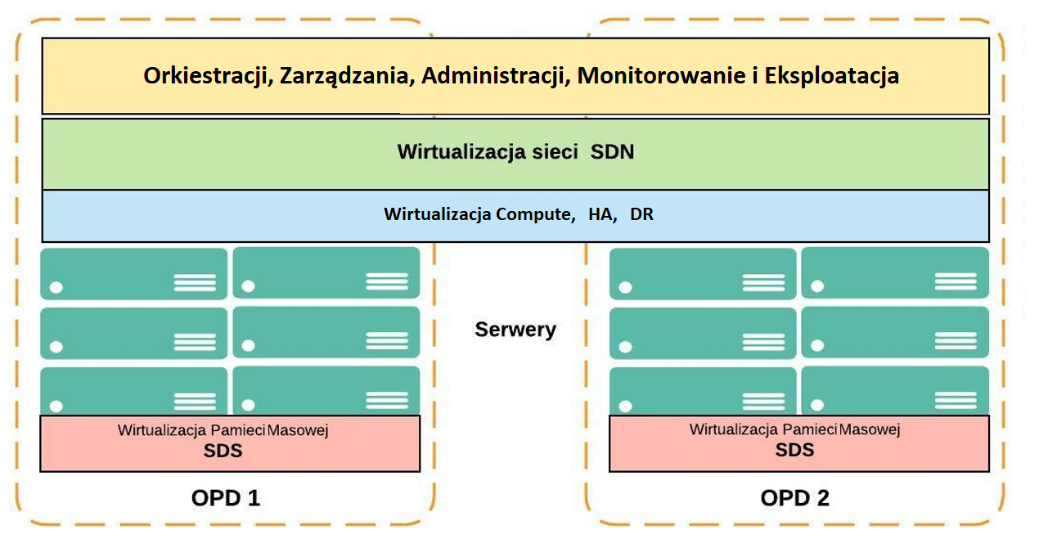 Orkiestracji, Zarządzania, Administracji, Monitorowanie i Eksploatacja
Wirtualizacja sieci SDN
Wirtualizacja Compute, HA, DR
Serwery
Wirtualizacja Pamieci Masowej
SDS
OPD 1
Wirtualizacja Pamieci Masowej
SDS
OPD 2